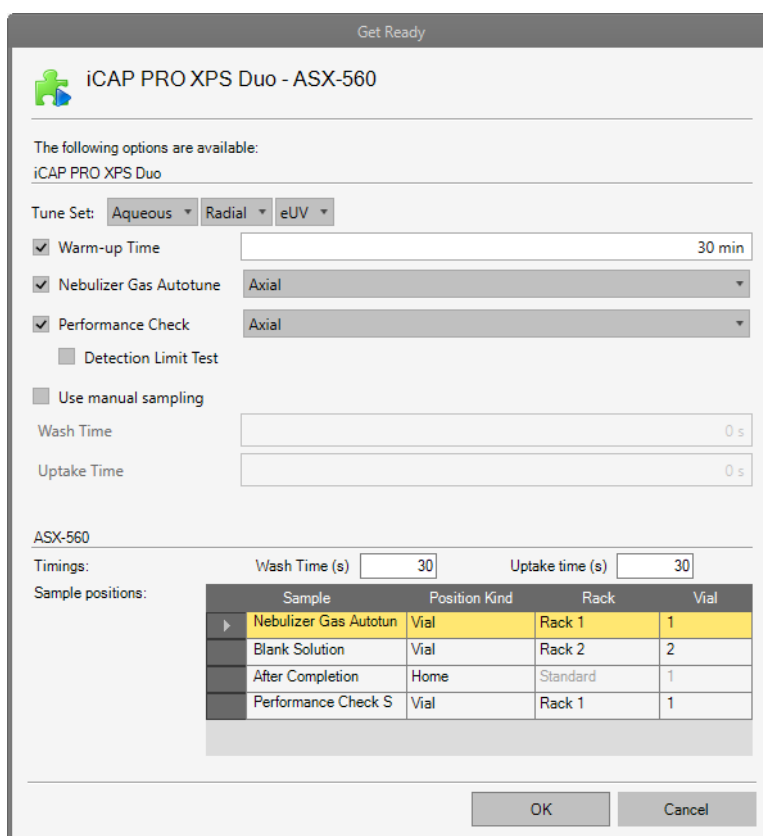 Get Ready
iCAP PRO XPS Duo - ASX-560
The following options are available:
iCAP PRO XPS Duo
Tune Set: Aqueous Radial eUV
Warm-up Time 30 min
Nebulizer Gas Autotune Axial
Performance Check Axial
Detection Limit Test
Use manual sampling
Wash Time 0 s
Uptake Time 0 s
ASX-560
Timings: Wash Time (s) 30 Uptake time (s) 30
Sample positions:
Sample Position Kind Rack Vial
Nebulizer Gas Autotun Vial Rack 1 1
Blank Solution Vial Rack 2 2
After Completion Home Standard 1
Performance Check S Vial Rack 1 1
OK Cancel